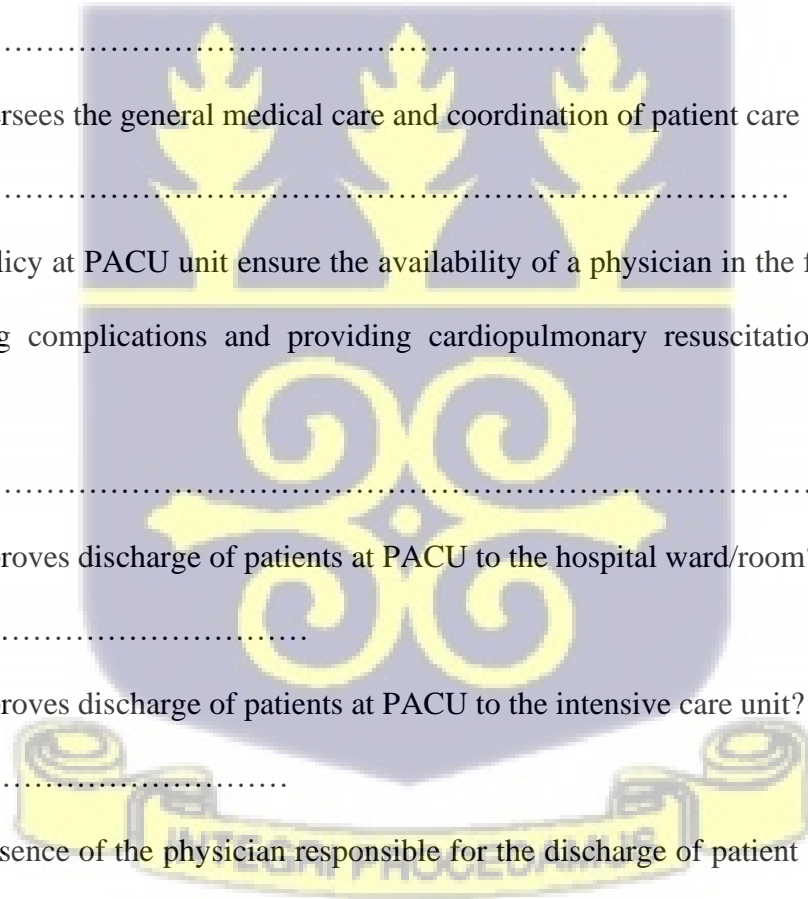 ……………………………………………………….
ersees the general medical care and coordination of patient care
…………………………………………………………………………….
licy at PACU unit ensure the availability of a physician in the f
g complications and providing cardiopulmonary resuscitatio
………………………………………………………………………………
roves discharge of patients at PACU to the hospital ward/room?
……………………………
roves discharge of patients at PACU to the intensive care unit?
………………………….
sence of the physician responsible for the discharge of patient
INTEGRI PROCEDAMUS